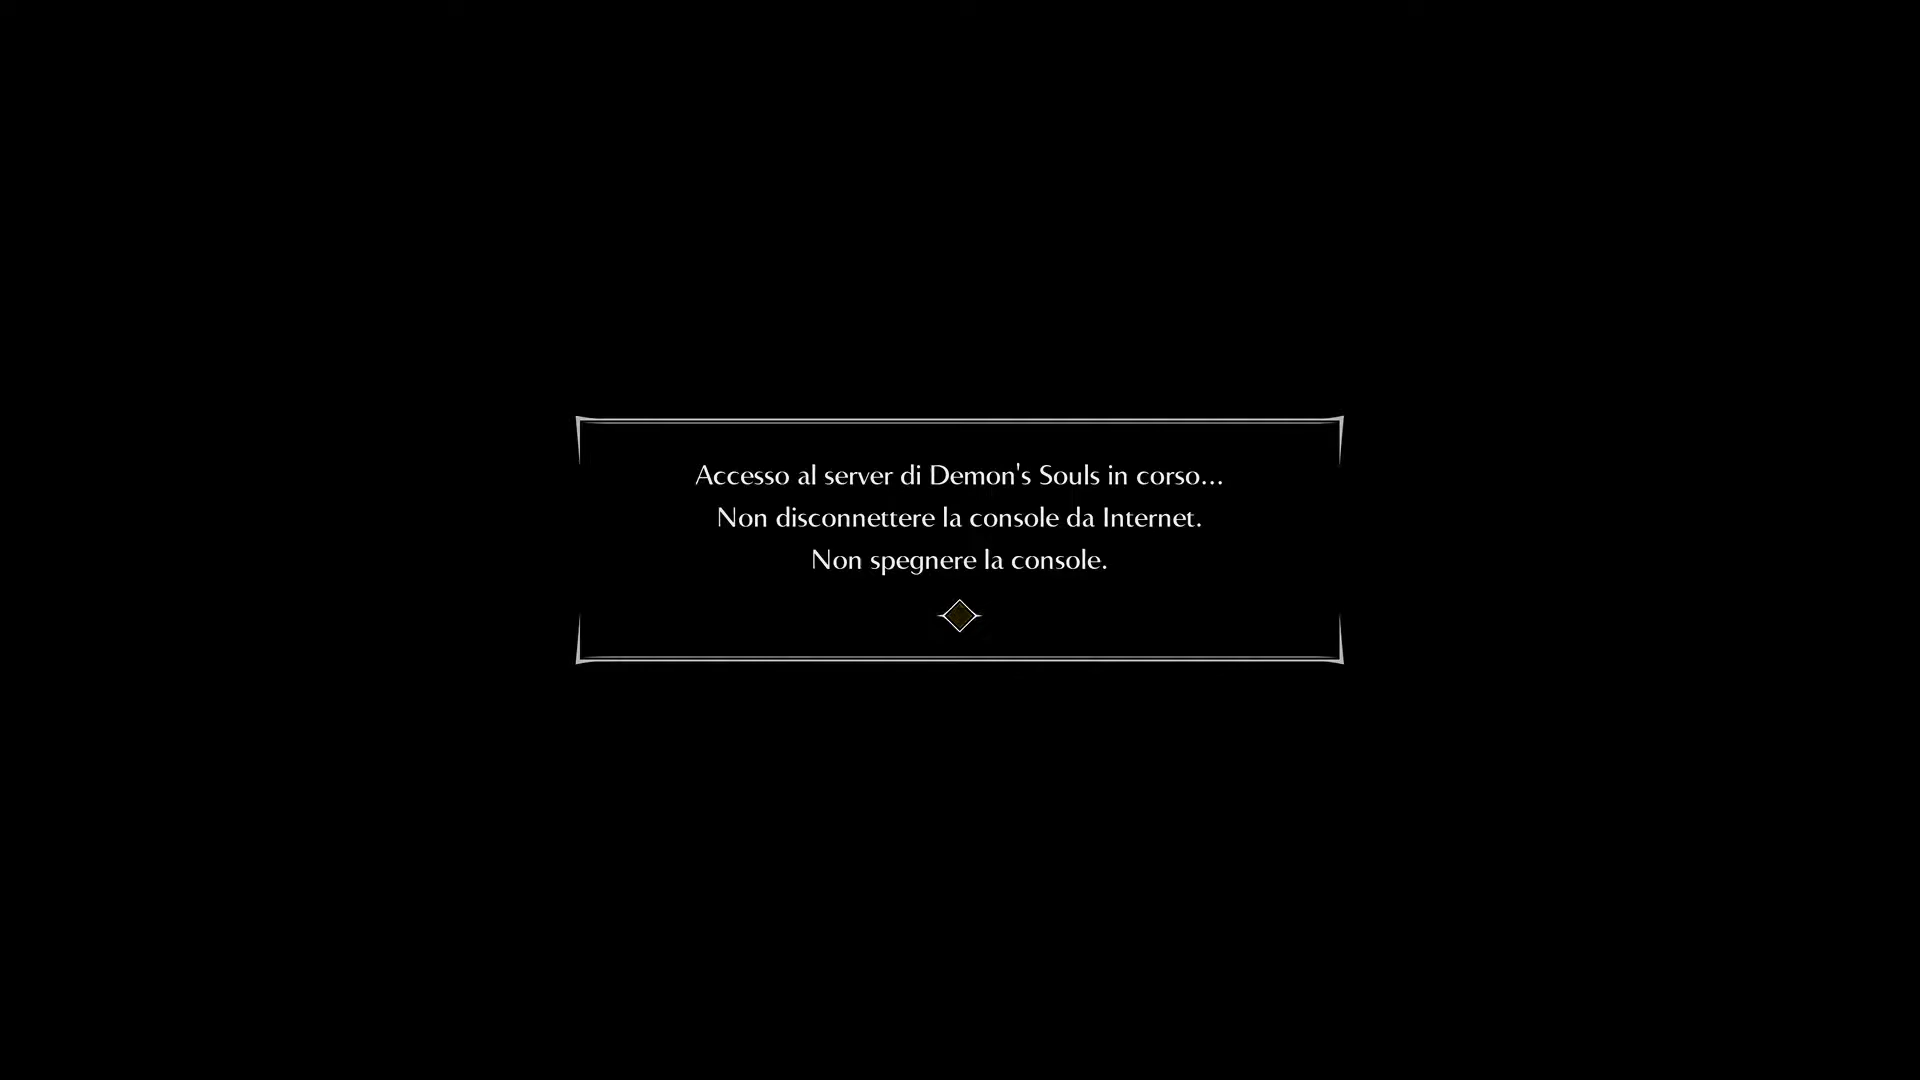 Accesso al server di Demon's Souls in corso...
Non disconnettere la console da Internet.
Non spegnere la console.